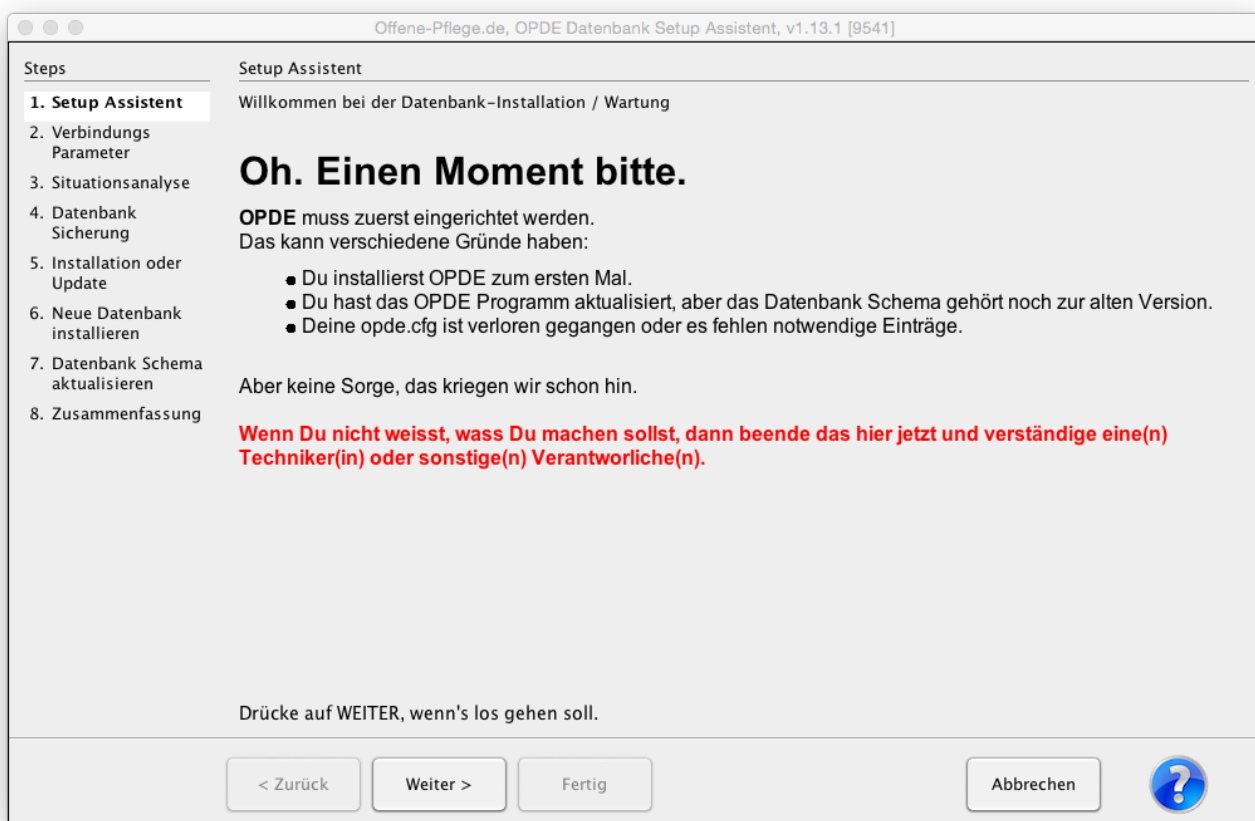 Offene-Pflege.de, OPDE Datenbank Setup Assistent, v1.13.1 [9541]
Steps
1. Setup Assistent
2. Verbindungs
Parameter
3. Situationsanalyse
4. Datenbank
Sicherung
5. Installation oder
Update
6. Neue Datenbank
installieren
7. Datenbank Schema
aktualisieren
8. Zusammenfassung
Setup Assistent
Willkommen bei der Datenbank-Installation / Wartung
Oh. Einen Moment bitte.
OPDE muss zuerst eingerichtet werden.
Das kann verschiedene Gründe haben:
• Du installierst OPDE zum ersten Mal.
• Du hast das OPDE Programm aktualisiert, aber das Datenbank Schema gehört noch zur alten Version.
• Deine opde.cfg ist verloren gegangen oder es fehlen notwendige Einträge.
Aber keine Sorge, das kriegen wir schon hin.
Wenn Du nicht weisst, wass Du machen sollst, dann beende das hier jetzt und verständige eine(n)
Techniker(in) oder sonstige(n) Verantworliche(n).
Drücke auf WEITER, wenn's los gehen soll.
< Zurück
Weiter >
Fertig
Abbrechen
?